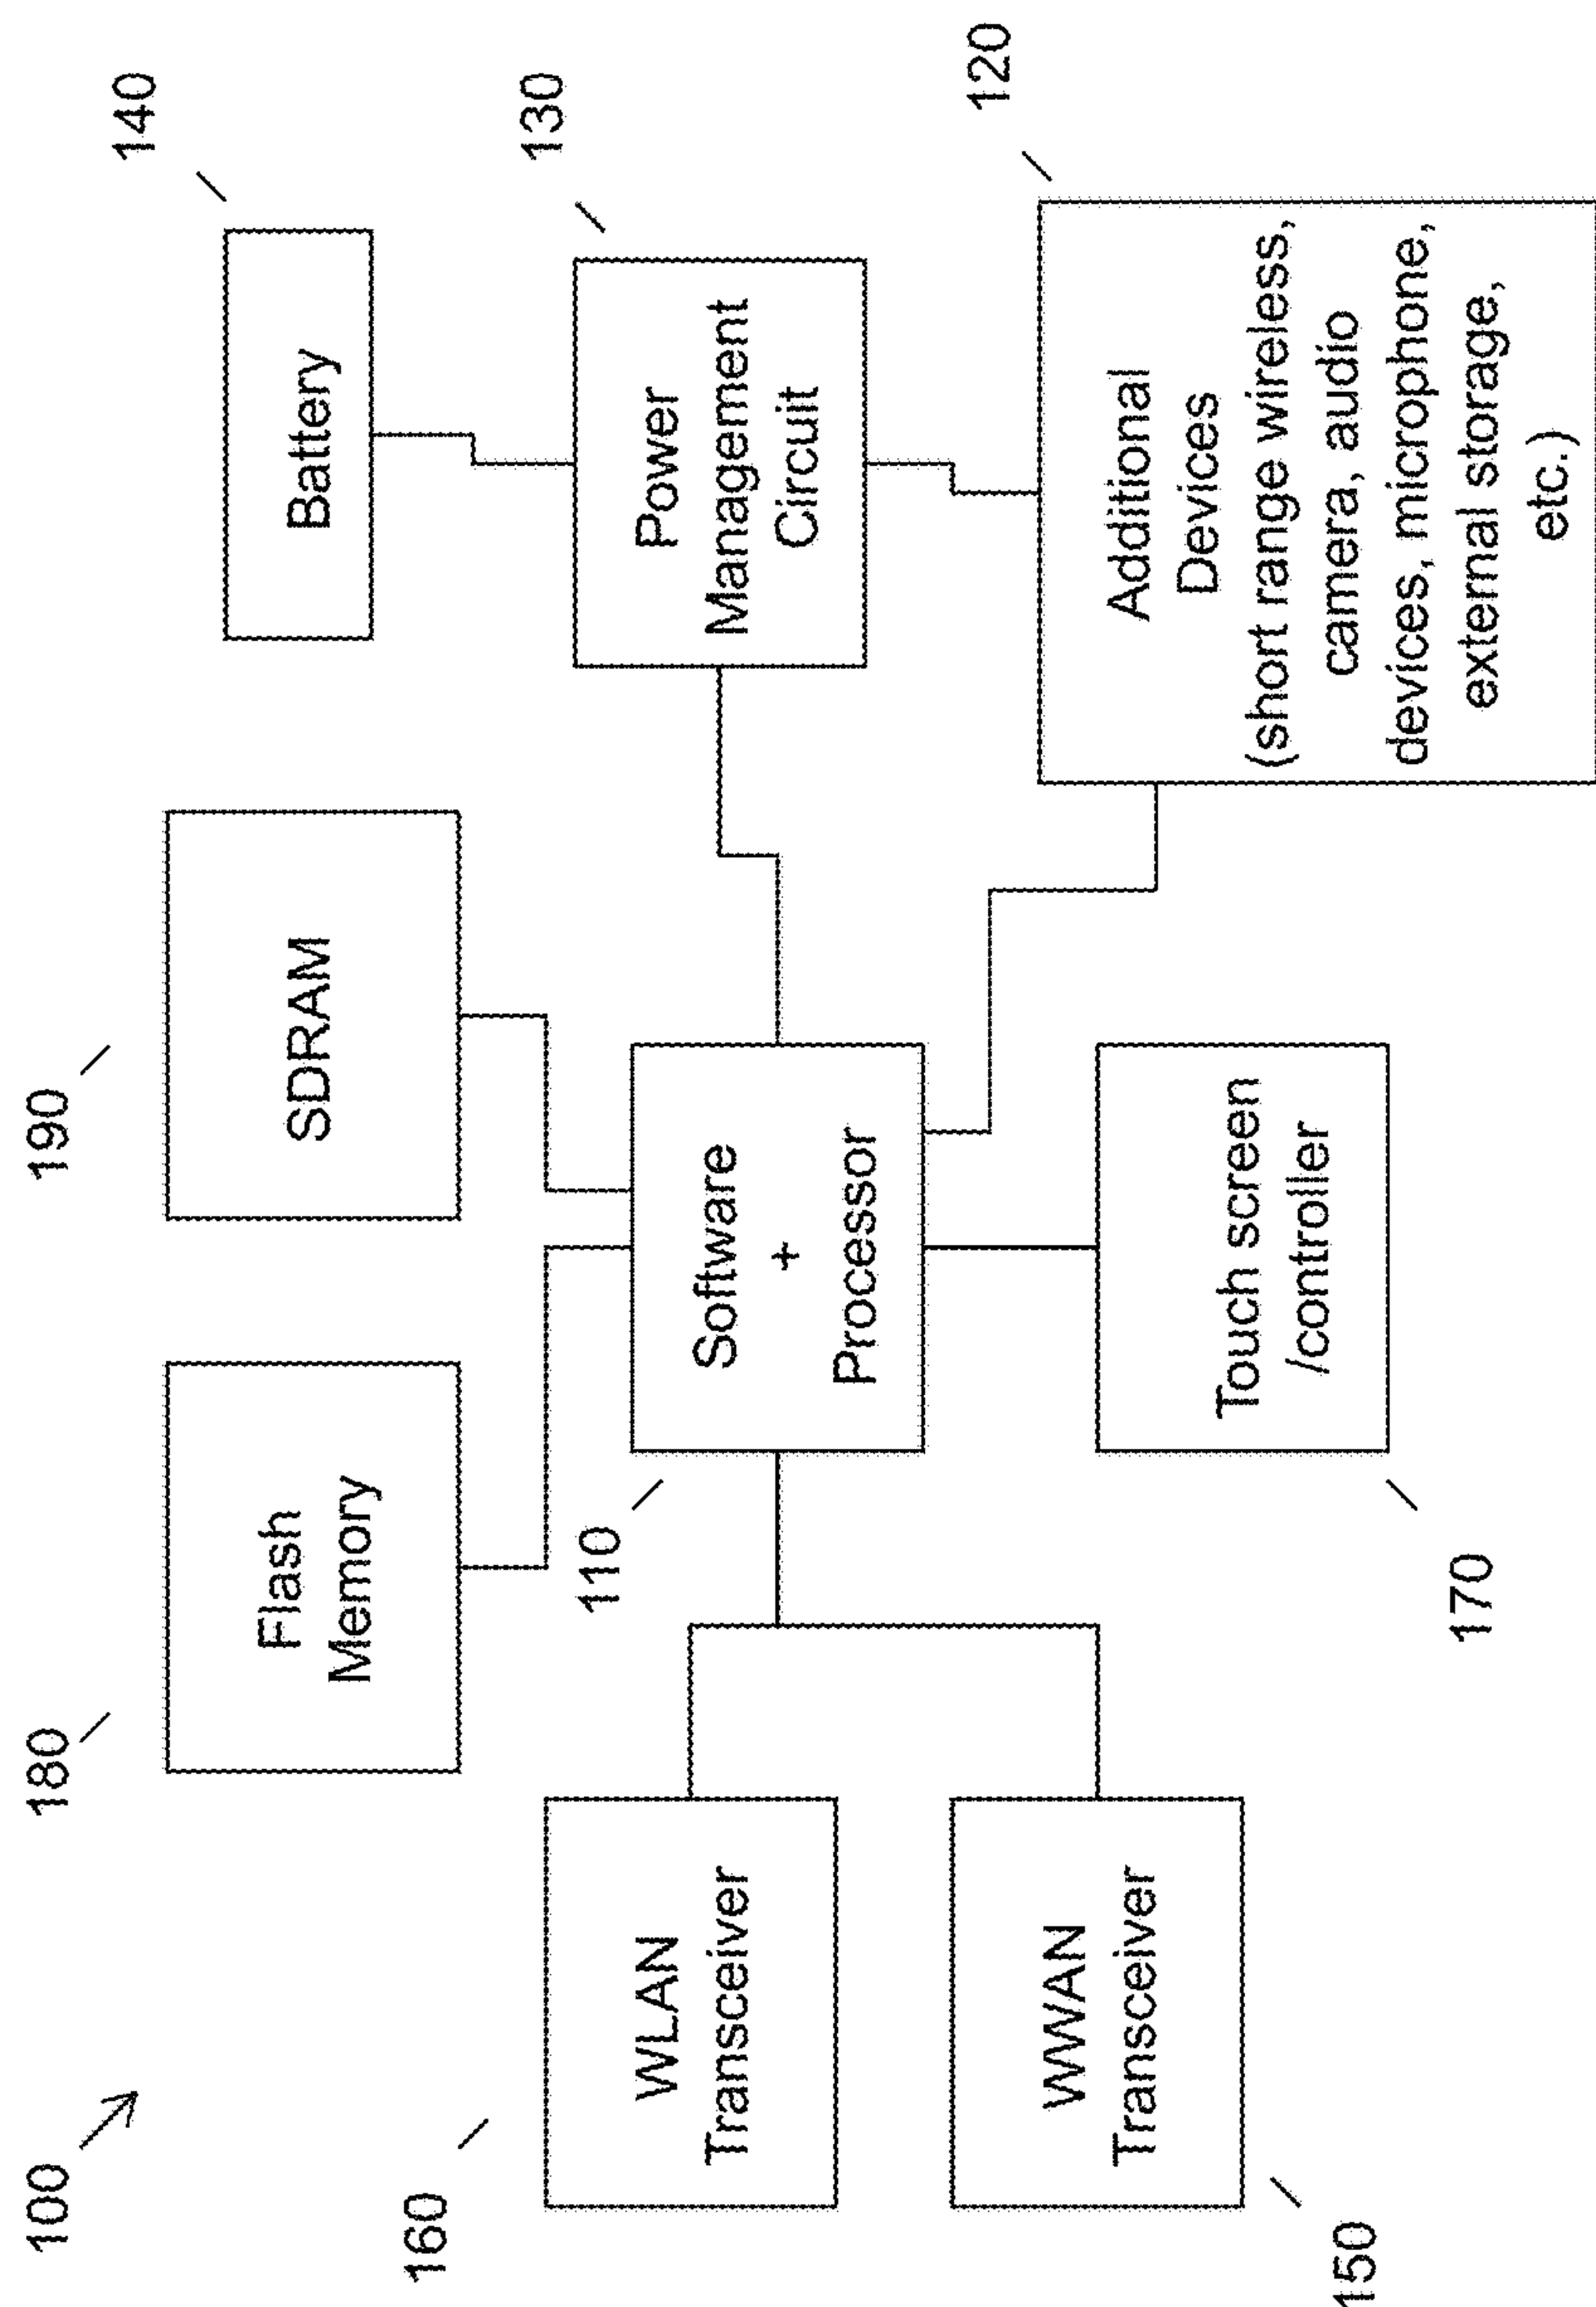 100
180
Flash
Memory
190
SDRAM
140
Battery
160
WLAN
Transceiver
110
Software
+
Processor
130
Power
Management
Circuit
WWAN
Transceiver
150
Touch screen
/controller
170
120
Additional
Devices
(short range wireless,
camera, audio
devices, microphone,
external storage,
etc.)